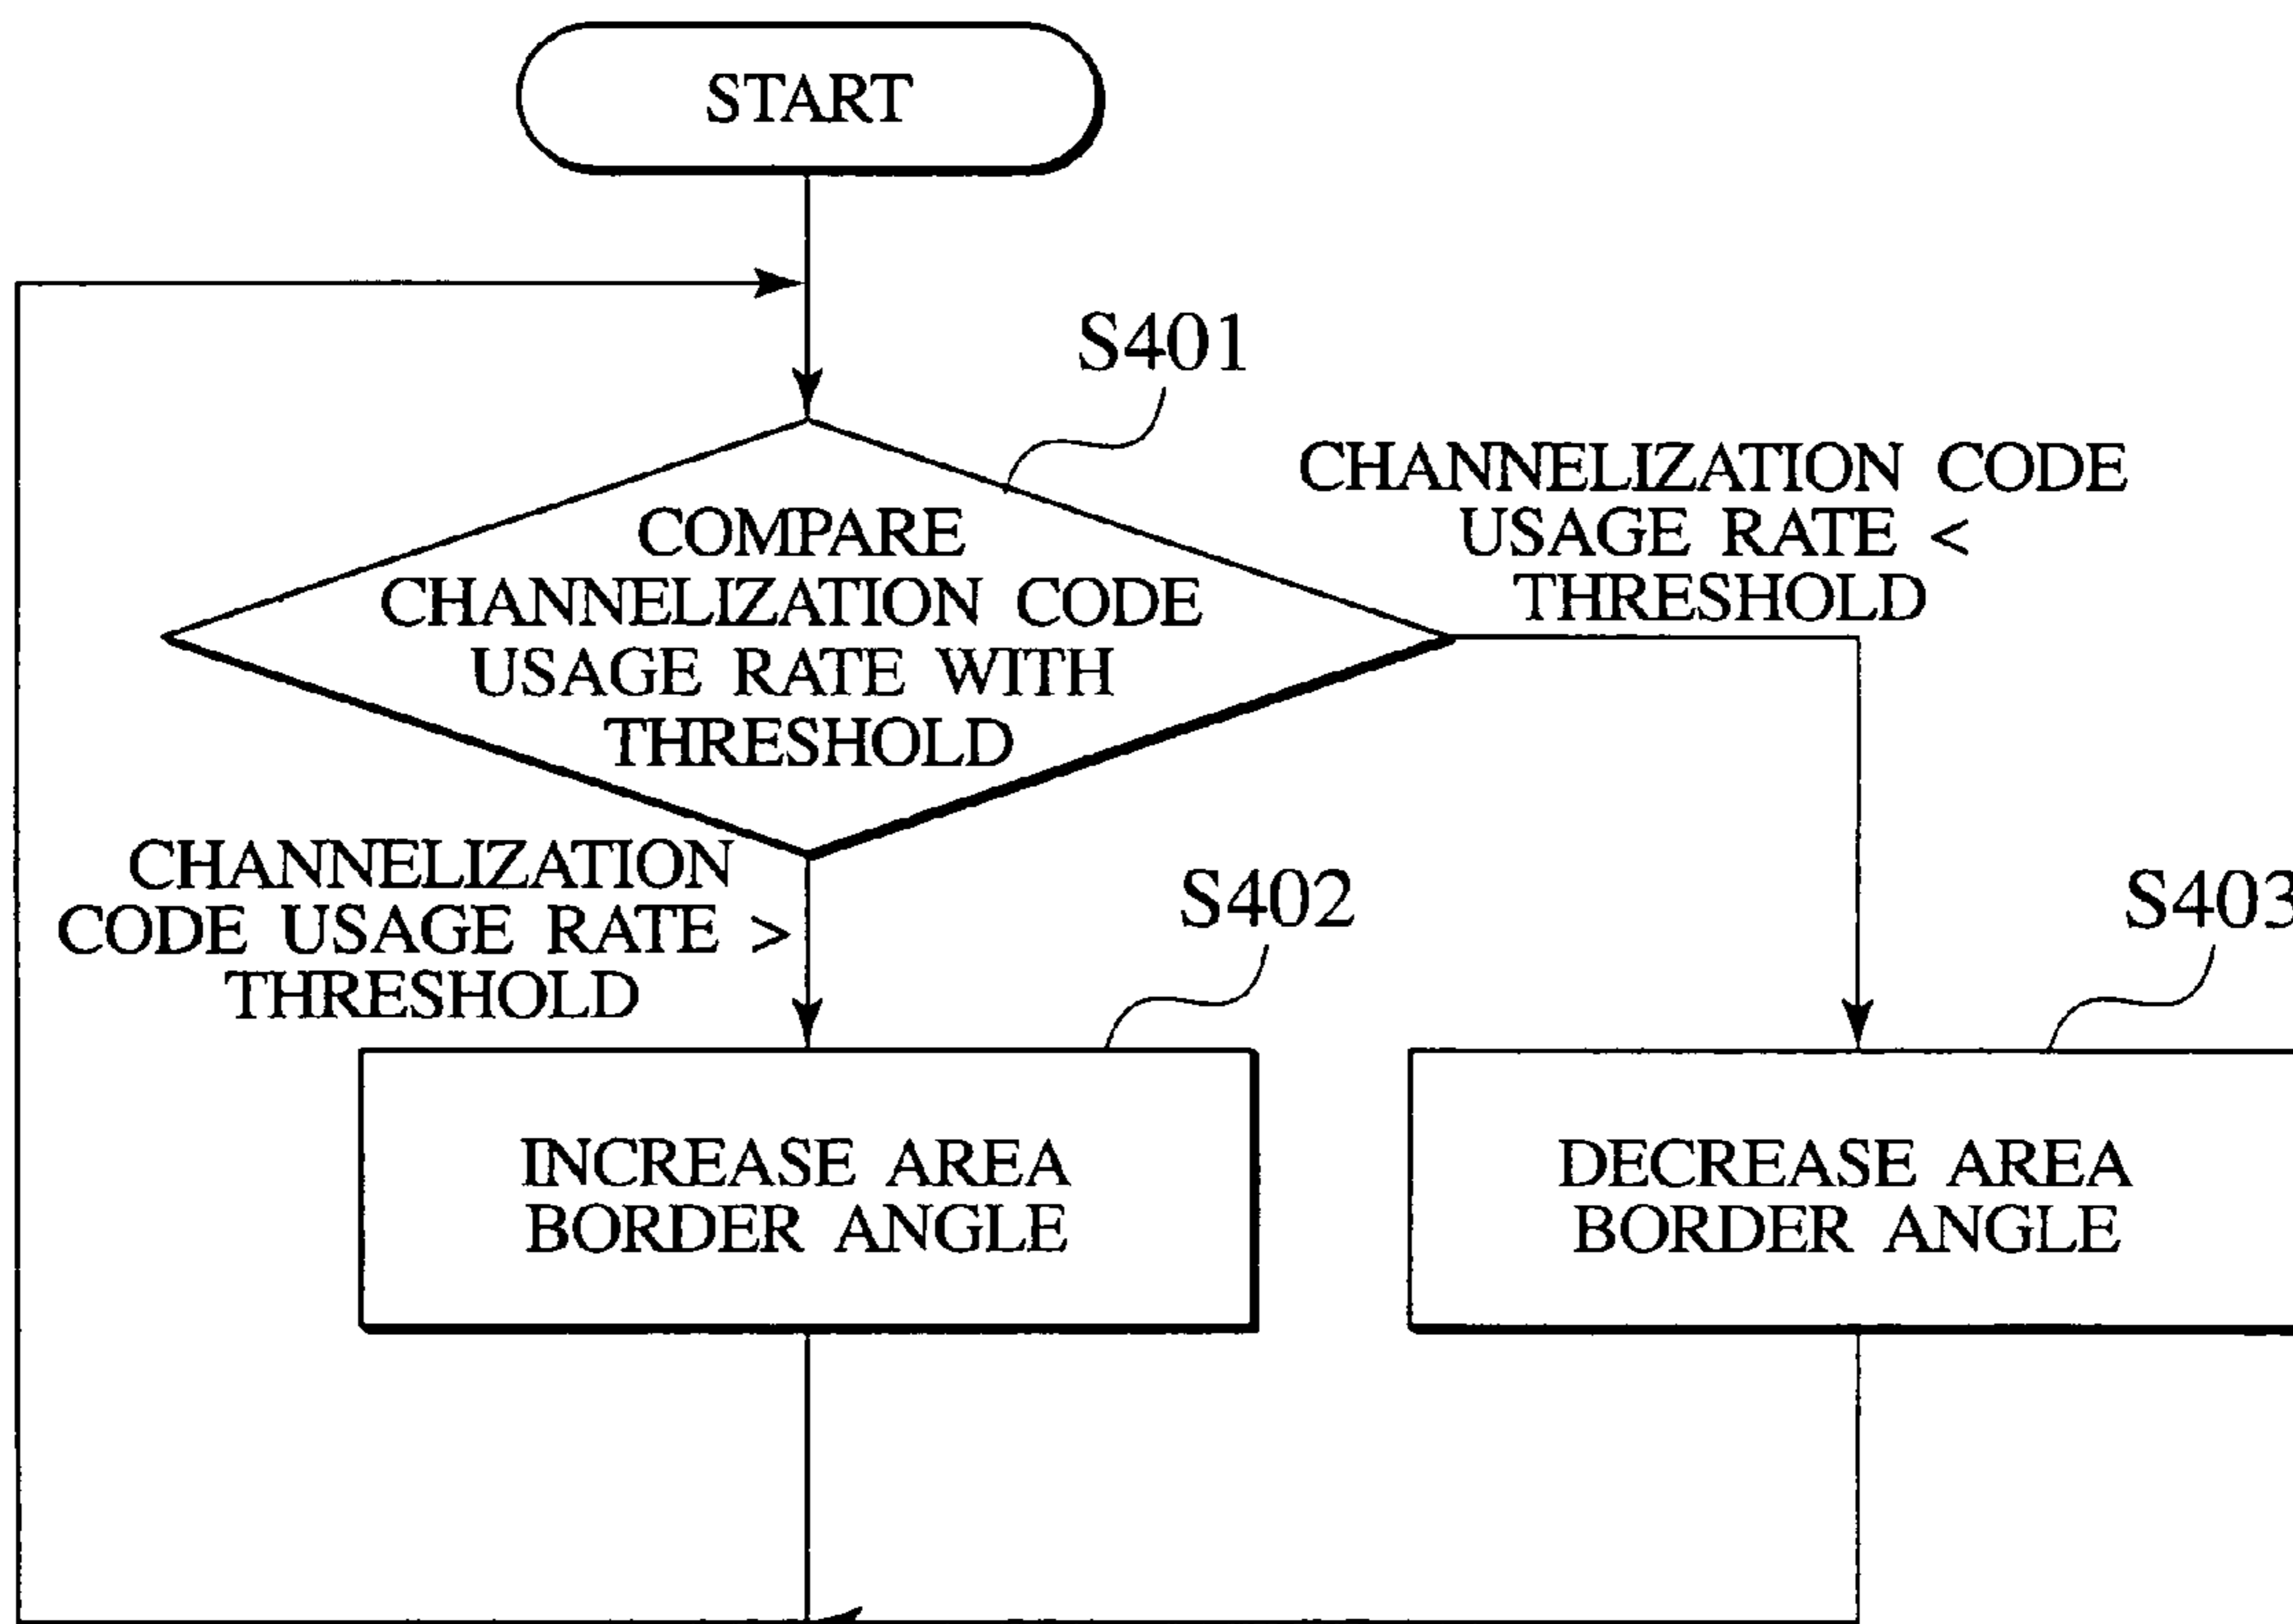 START
S401
COMPARE
CHANNELIZATION CODE
USAGE RATE WITH
THRESHOLD
CHANNELIZATION CODE
USAGE RATE <
THRESHOLD
CHANNELIZATION
CODE USAGE RATE >
THRESHOLD
S402
INCREASE AREA
BORDER ANGLE
S403
DECREASE AREA
BORDER ANGLE